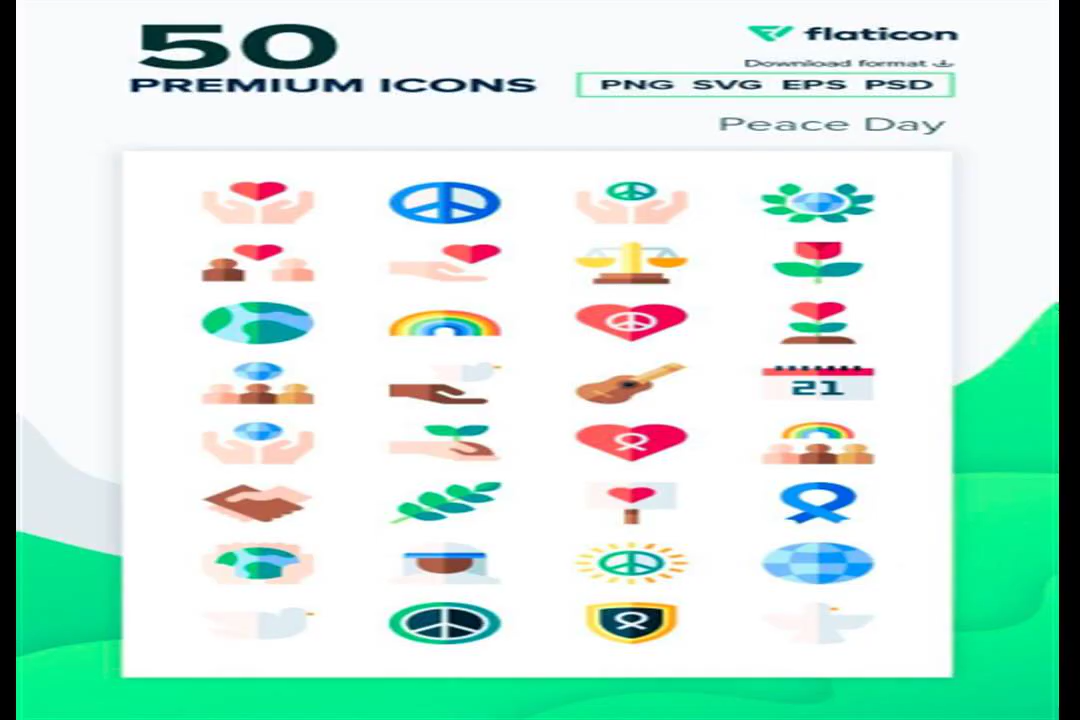 50
PREMIUM ICONS
flaticon
Download format
PNG SVG EPS PSD
Peace Day
21